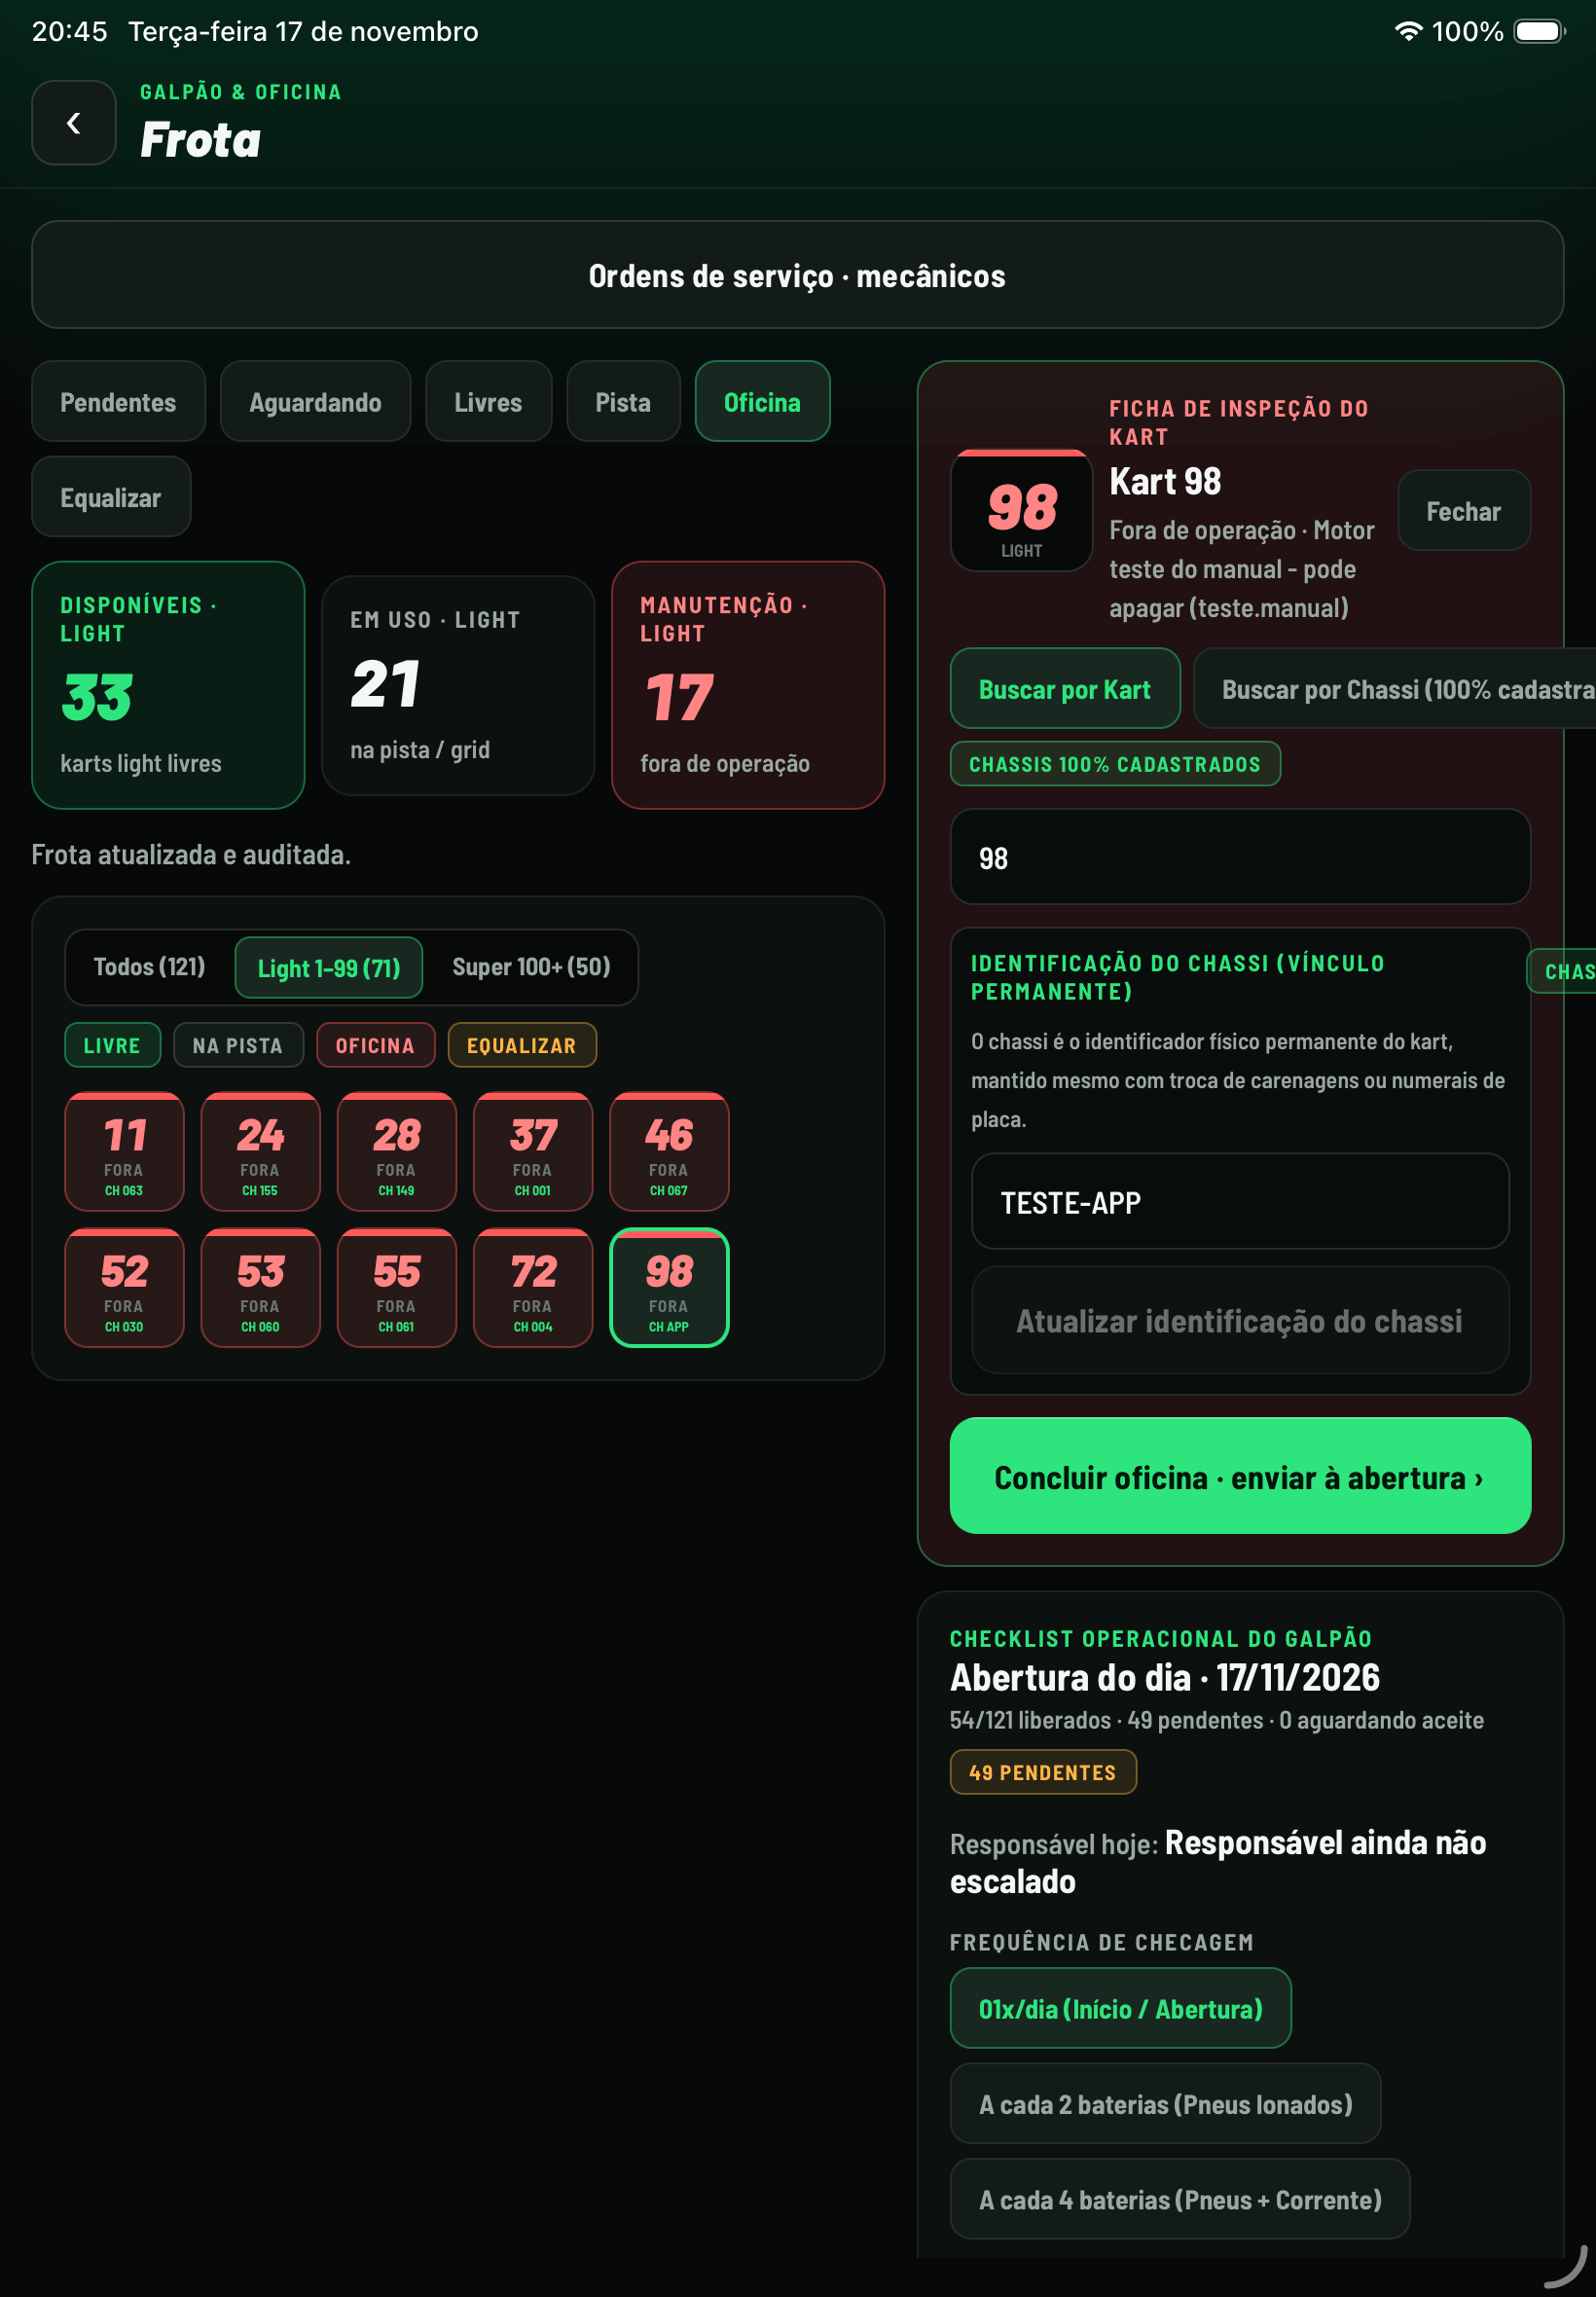 20:45 Terça-feira 17 de novembro
100%
‹
GALPÃO & OFICINA
Frota
Ordens de serviço · mecânicos
Pendentes
Aguardando
Livres
Pista
Oficina
Equalizar
DISPONÍVEIS ·
LIGHT
33
karts light livres
EM USO · LIGHT
21
na pista / grid
MANUTENÇÃO ·
LIGHT
17
fora de operação
Frota atualizada e auditada.
Todos (121)
Light 1–99 (71)
Super 100+ (50)
LIVRE
NA PISTA
OFICINA
EQUALIZAR
11
FORA
CH 063
24
FORA
CH 155
28
FORA
CH 149
37
FORA
CH 001
46
FORA
CH 067
52
FORA
CH 030
53
FORA
CH 060
55
FORA
CH 061
72
FORA
CH 004
98
FORA
CH APP
98
LIGHT
FICHA DE INSPEÇÃO DO
KART
Kart 98
Fora de operação · Motor
teste do manual - pode
apagar (teste.manual)
Fechar
Buscar por Kart
Buscar por Chassi (100% cadastra
CHASSIS 100% CADASTRADOS
98
IDENTIFICAÇÃO DO CHASSI (VÍNCULO
PERMANENTE)
CHAS
O chassi é o identificador físico permanente do kart,
mantido mesmo com troca de carenagens ou numerais de
placa.
TESTE-APP
Atualizar identificação do chassi
Concluir oficina · enviar à abertura ›
CHECKLIST OPERACIONAL DO GALPÃO
Abertura do dia · 17/11/2026
54/121 liberados · 49 pendentes · 0 aguardando aceite
49 PENDENTES
Responsável hoje: Responsável ainda não
escalado
FREQUÊNCIA DE CHECAGEM
01x/dia (Início / Abertura)
A cada 2 baterias (Pneus lonados)
A cada 4 baterias (Pneus + Corrente)